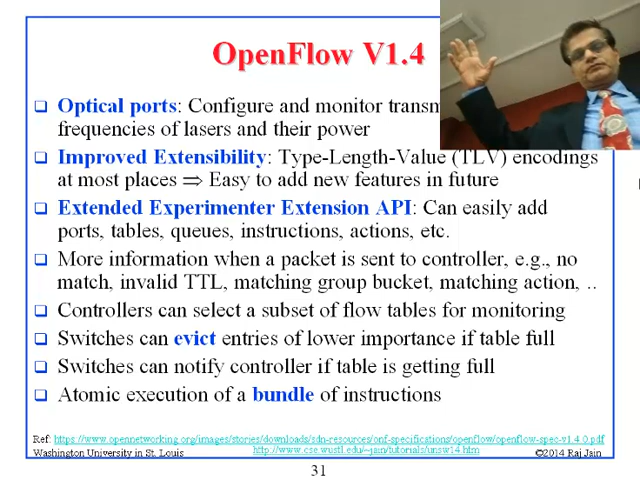 OpenFlow V1.4
❑ Optical ports: Configure and monitor transm
frequencies of lasers and their power
❑ Improved Extensibility: Type-Length-Value (TLV) encodings
at most places ⇒ Easy to add new features in future
❑ Extended Experimenter Extension API: Can easily add
ports, tables, queues, instructions, actions, etc.
❑ More information when a packet is sent to controller, e.g., no
match, invalid TTL, matching group bucket, matching action, ..
❑ Controllers can select a subset of flow tables for monitoring
❑ Switches can evict entries of lower importance if table full
❑ Switches can notify controller if table is getting full
❑ Atomic execution of a bundle of instructions
Ref: https://www.opennetworking.org/images/stories/downloads/sdn-resources/onf-specifications/openflow/openflow-spec-v1.4.0.pdf
Washington University in St. Louis http://www.cse.wustl.edu/~jain/tutorials/unsw14.htm ©2014 Raj Jain
31